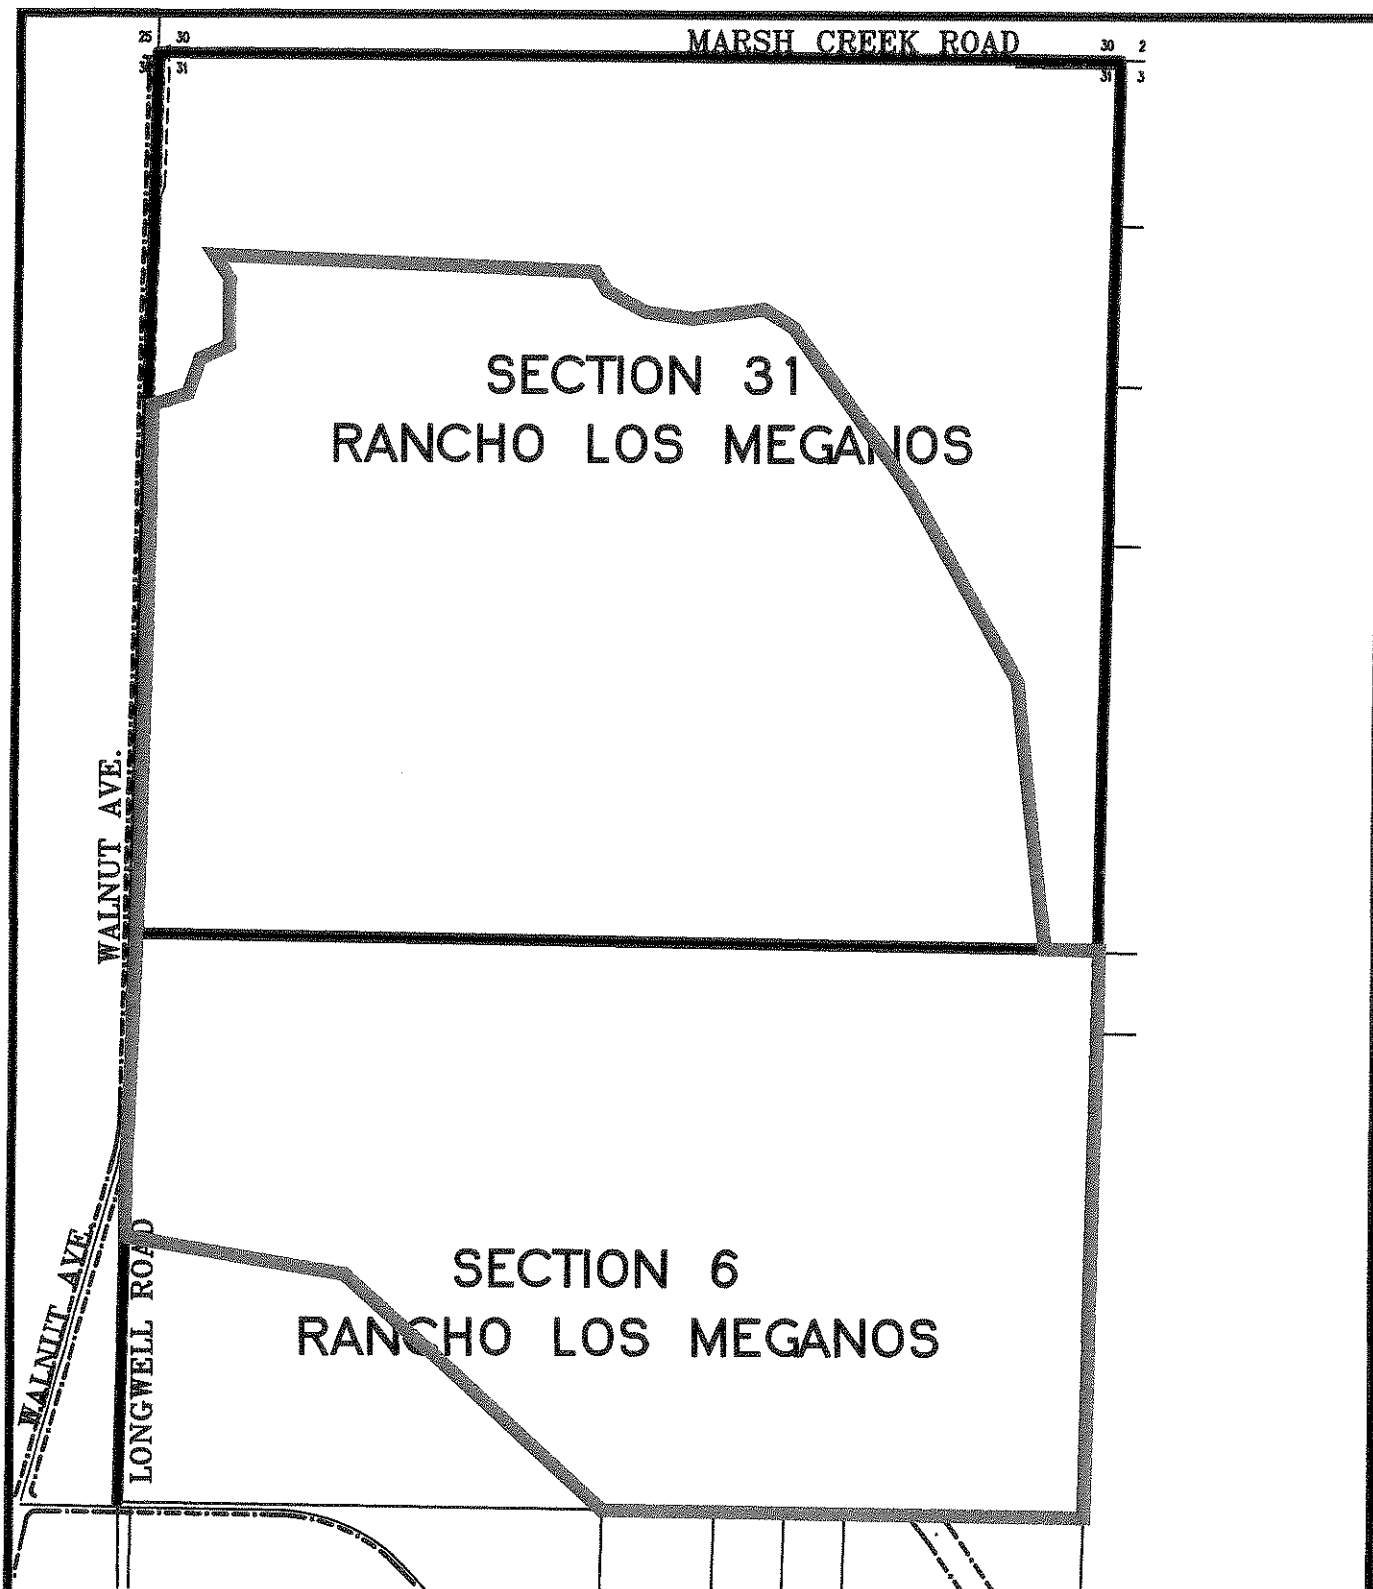 25 30
MARSH CREEK ROAD
30 2
31
31 3
SECTION 31
RANCHO LOS MEGANOS
WALNUT AVE.
WALNUT AVE.
LONGWELL ROAD
SECTION 6
RANCHO LOS MEGANOS